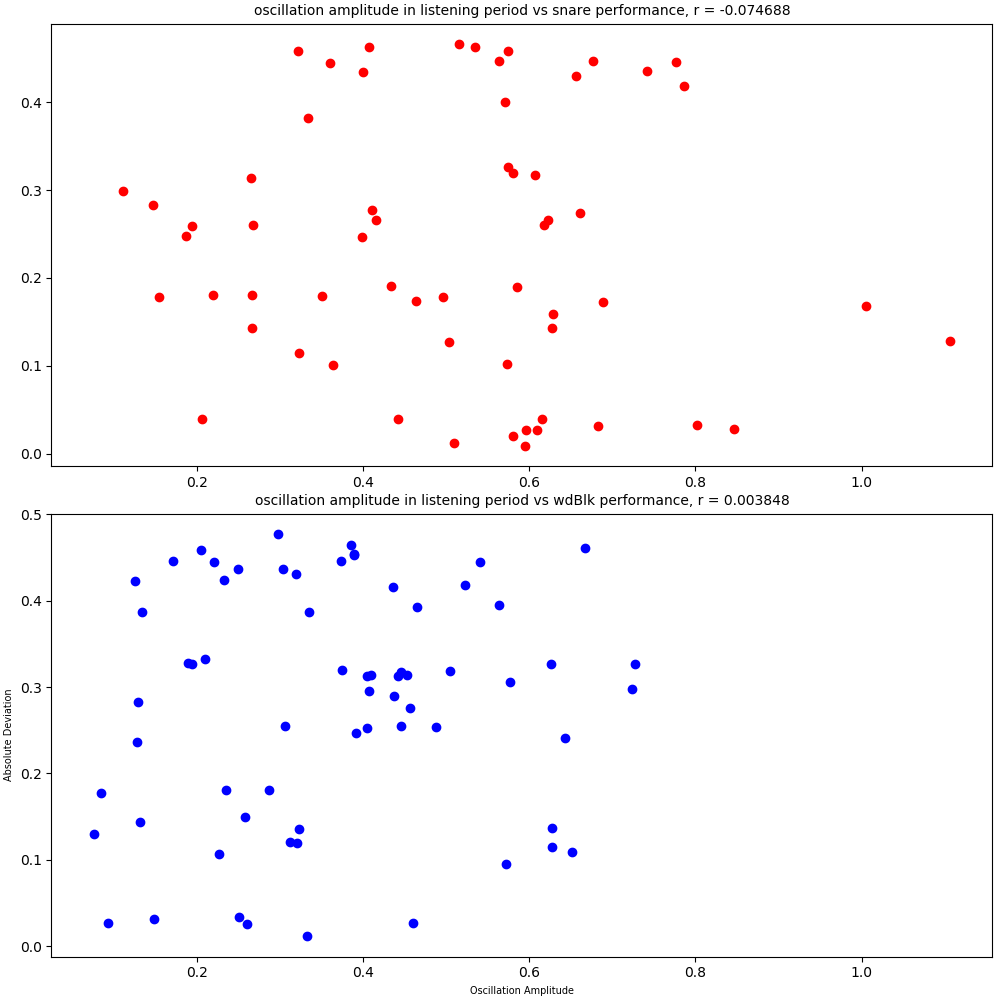 oscillation amplitude in listening period vs snare performance, r = -0.074688
0.4
0.3
0.2
0.1
0.0
0.2 0.4 0.6 0.8 1.0
oscillation amplitude in listening period vs wdBlk performance, r = 0.003848
0.5
0.4
0.3
0.2
0.1
0.0
Absolute Deviation
0.2 0.4 0.6 0.8 1.0
Oscillation Amplitude